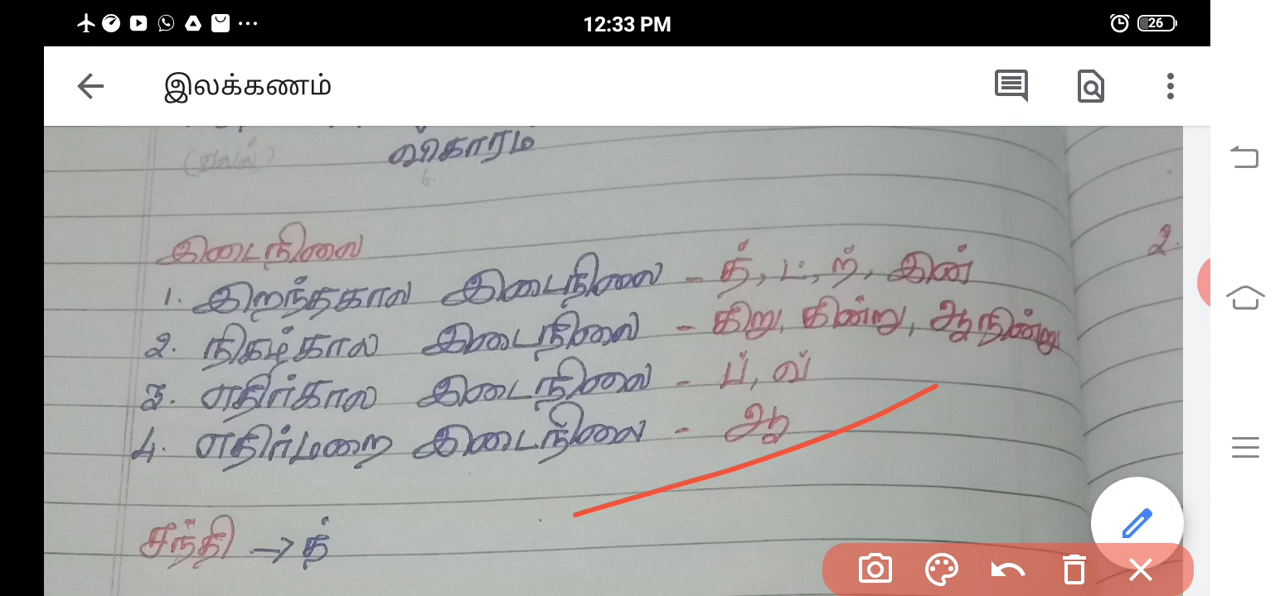 12:33 PM
26
இலக்கணம்
விகாரம்
இடைநிலை
1. இறந்தகால இடைநிலை - த், ட், ற், இன்
2. நிகழ்கால இடைநிலை - கிறு, கின்று, ஆநின்று
3. எதிர்கால இடைநிலை - ப், வ்
4. எதிர்மறை இடைநிலை - ஆ
சந்தி → த்
2.